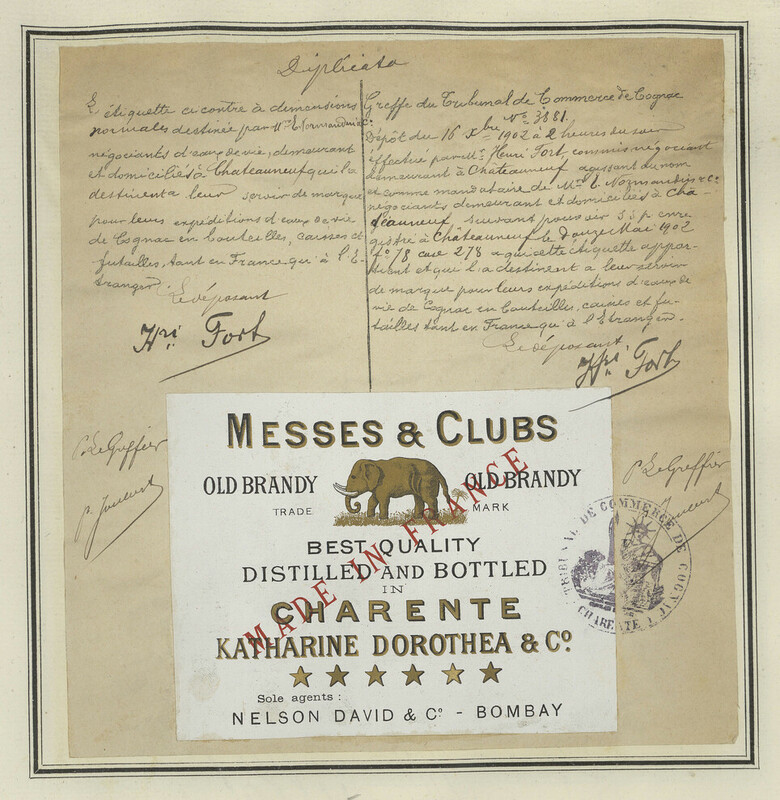 Duplicata
L'étiquette ci contre à dimensions
normales destinée par Mrs E. Normandin & Co
négociants d'eaux de vie, demeurant
et domiciliés à Châteauneuf qui la
destinent a leur servir de marque
pour leurs expéditions d'eaux de vie
de Cognac en bouteilles, caisses et
futailles, tant en France qu'à l'E-
tranger.
Le déposant
Hri Fort
Greffe du Tribunal de Commerce de Cognac
No 3881.
Dépôt du 16 Xbre 1902 à 2 heures du soir
effectué par Mr Henri Fort, commis négociant
demeurant à Châteauneuf agissant au nom
et comme mandataire de Mrs E. Normandin & Co
négociants demeurant et domiciliés à Châ-
teauneuf, suivant pouvoir s.s.p. enre-
gistré à Châteauneuf le Douze Mai 1902
fo 78 case 278 a qui cette étiquette appar-
tient et qui la destinent a leur servir
de marque pour leurs expéditions d'eaux de
vie de Cognac en bouteilles, caisses et fu-
tailles tant en France qu'à l'Etranger.
Le déposant
Hri Fort
P. Le Greffier
P. Le Greffier
MESSES & CLUBS
OLD BRANDY OLD BRANDY
TRADE MARK
BEST QUALITY
DISTILLED AND BOTTLED
IN
CHARENTE
KATHARINE DOROTHEA & Co.
MADE IN FRANCE
Sole agents :
NELSON DAVID & Co - BOMBAY
TRIBUNAL DE COMMERCE DE COGNAC
CHARENTE